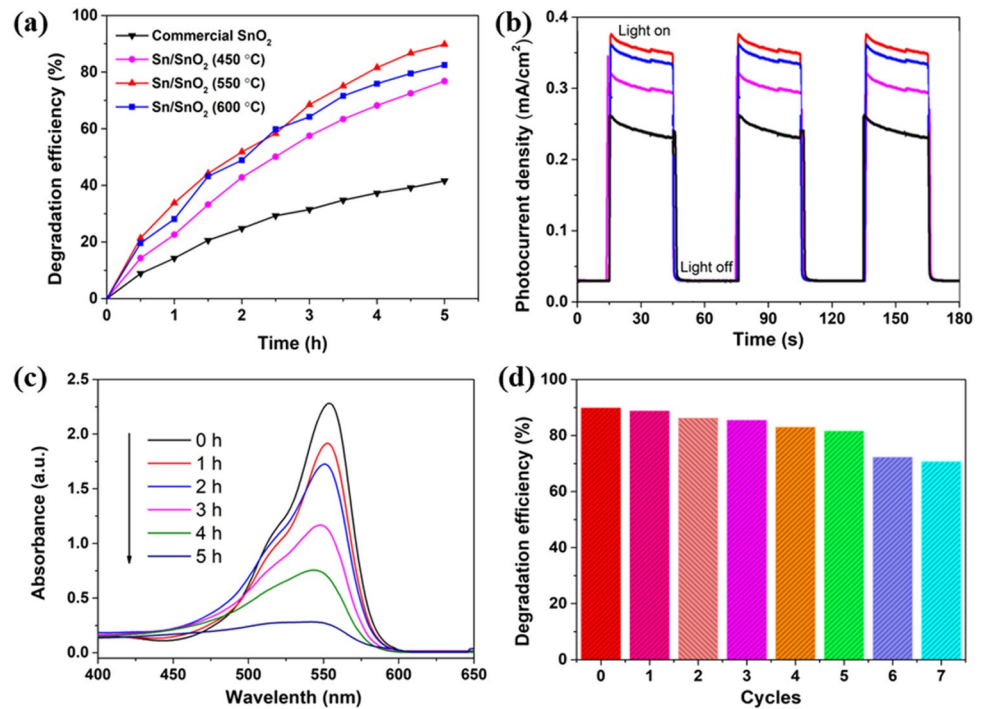 (a)
Degradation efficiency (%)
100
80
60
40
20
0
Commercial SnO₂
Sn/SnO₂ (450 °C)
Sn/SnO₂ (550 °C)
Sn/SnO₂ (600 °C)
0 1 2 3 4 5
Time (h)
(b)
Photocurrent density (mA/cm²)
0.4
0.3
0.2
0.1
0.0
Light on
Light off
0 30 60 90 120 150 180
Time (s)
(c)
Absorbance (a.u.)
2.5
2.0
1.5
1.0
0.5
0.0
0 h
1 h
2 h
3 h
4 h
5 h
400 450 500 550 600 650
Wavelenth (nm)
(d)
Degradation efficiency (%)
100
80
60
40
20
0
0 1 2 3 4 5 6 7
Cycles